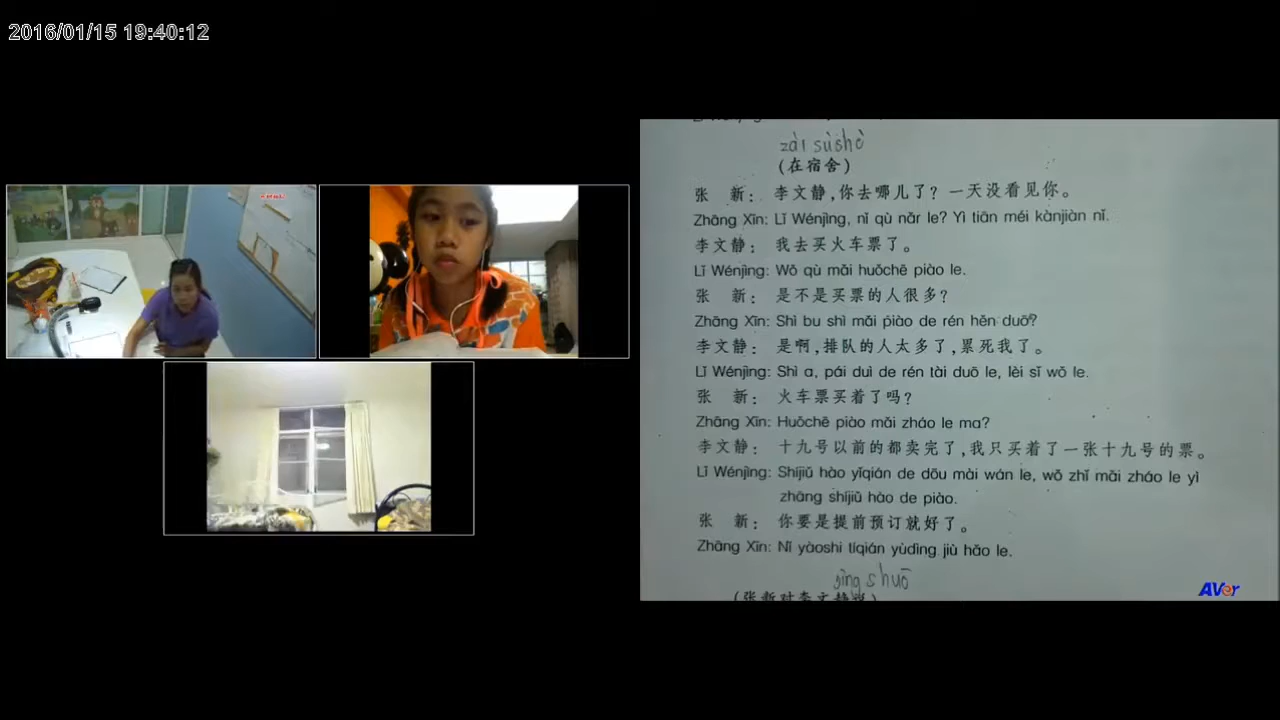 2016/01/15 19:40:12
zài sùshè
(在宿舍)
张 新: 李文静,你去哪儿了? 一天没看见你。
Zhāng Xīn: Lǐ Wénjìng, nǐ qù nǎr le? Yì tiān méi kànjiàn nǐ.
李文静: 我去买火车票了。
Lǐ Wénjìng: Wǒ qù mǎi huǒchē piào le.
张 新: 是不是买票的人很多?
Zhāng Xīn: Shì bu shì mǎi piào de rén hěn duō?
李文静: 是啊,排队的人太多了,累死我了。
Lǐ Wénjìng: Shì a, pái duì de rén tài duō le, lèi sǐ wǒ le.
张 新: 火车票买着了吗?
Zhāng Xīn: Huǒchē piào mǎi zháo le ma?
李文静: 十九号以前的都卖完了,我只买着了一张十九号的票。
Lǐ Wénjìng: Shíjiǔ hào yǐqián de dōu mài wán le, wǒ zhǐ mǎi zháo le yì
zhāng shíjiǔ hào de piào.
张 新: 你要是提前预订就好了。
Zhāng Xīn: Nǐ yàoshi tíqián yùdìng jiù hǎo le.
jìng shuō
(张新对李文静说)
AVer